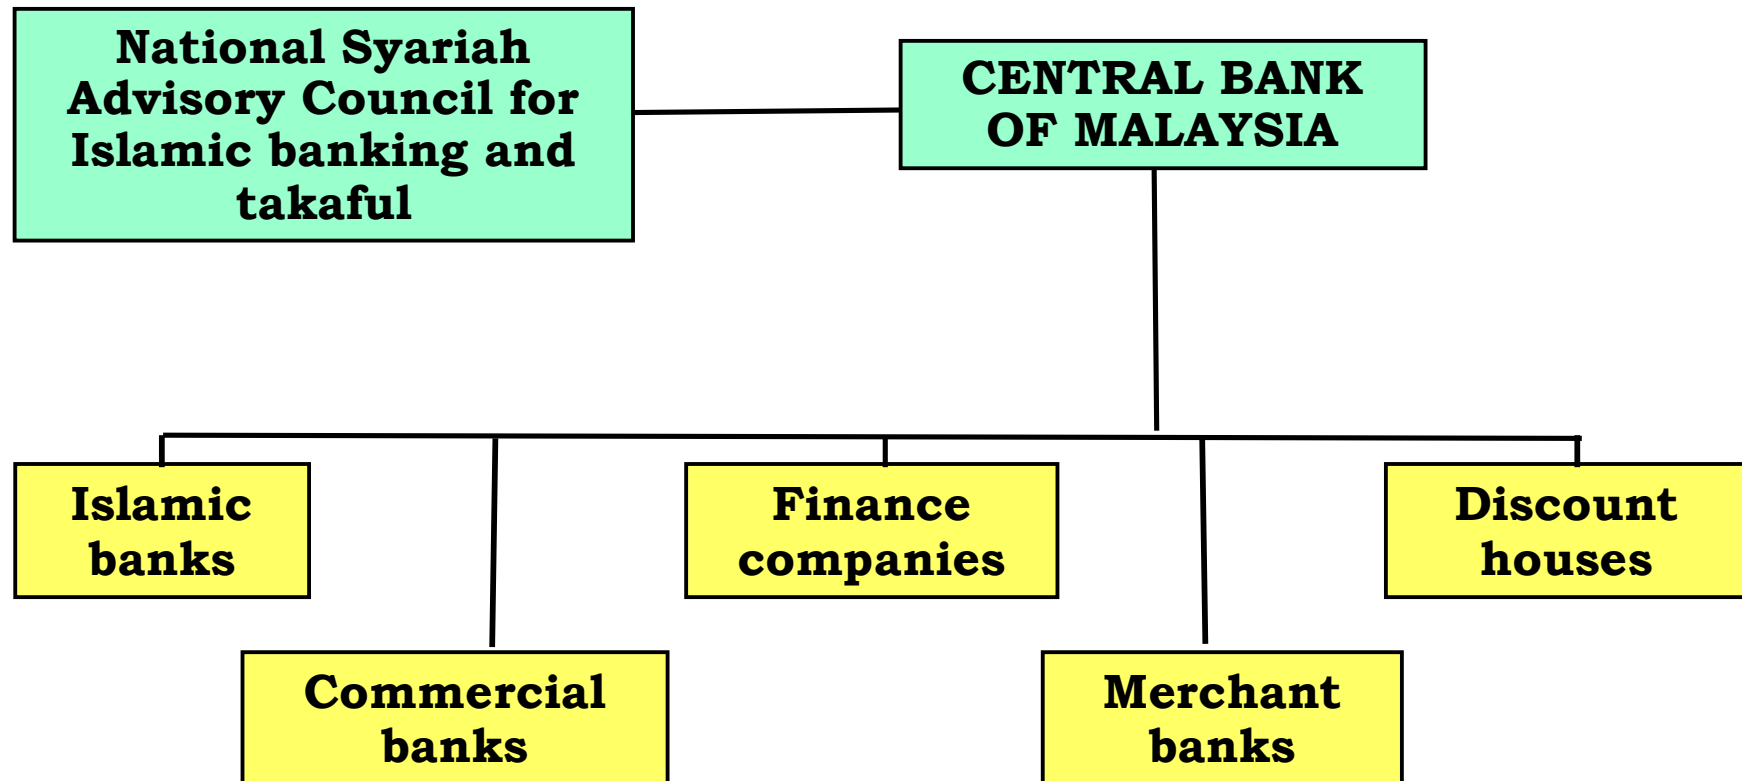 National Syariah
Advisory Council for
Islamic banking and
takaful
CENTRAL BANK
OF MALAYSIA
Islamic
banks
Finance
companies
Discount
houses
Commercial
banks
Merchant
banks